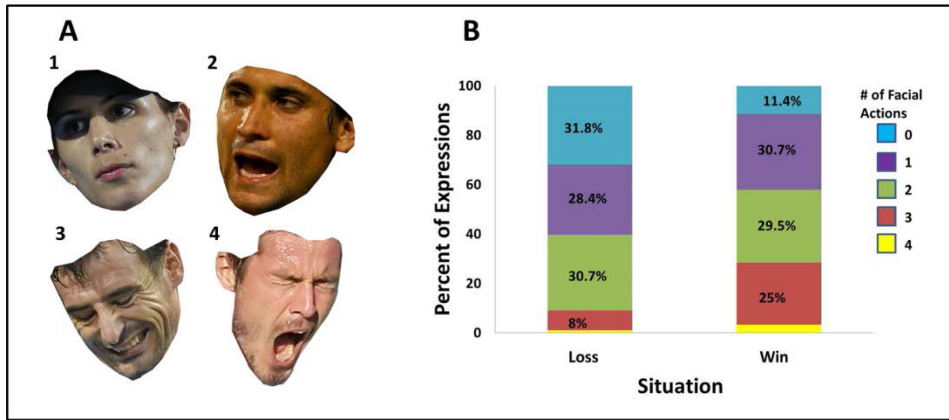 A
1
2
3
4
B
Percent of Expressions
100
80
60
40
20
0
31.8%
28.4%
30.7%
8%
11.4%
30.7%
29.5%
25%
Loss
Win
Situation
# of Facial
Actions
0
1
2
3
4